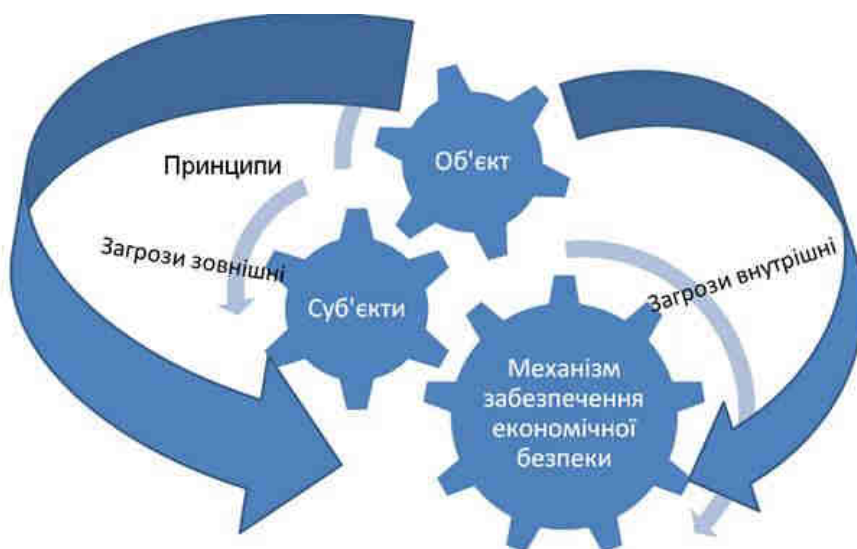 Об'єкт
Принципи
Загрози зовнішні
Загрози внутрішні
Суб'єкти
Механізм
забезпечення
економічної
безпеки